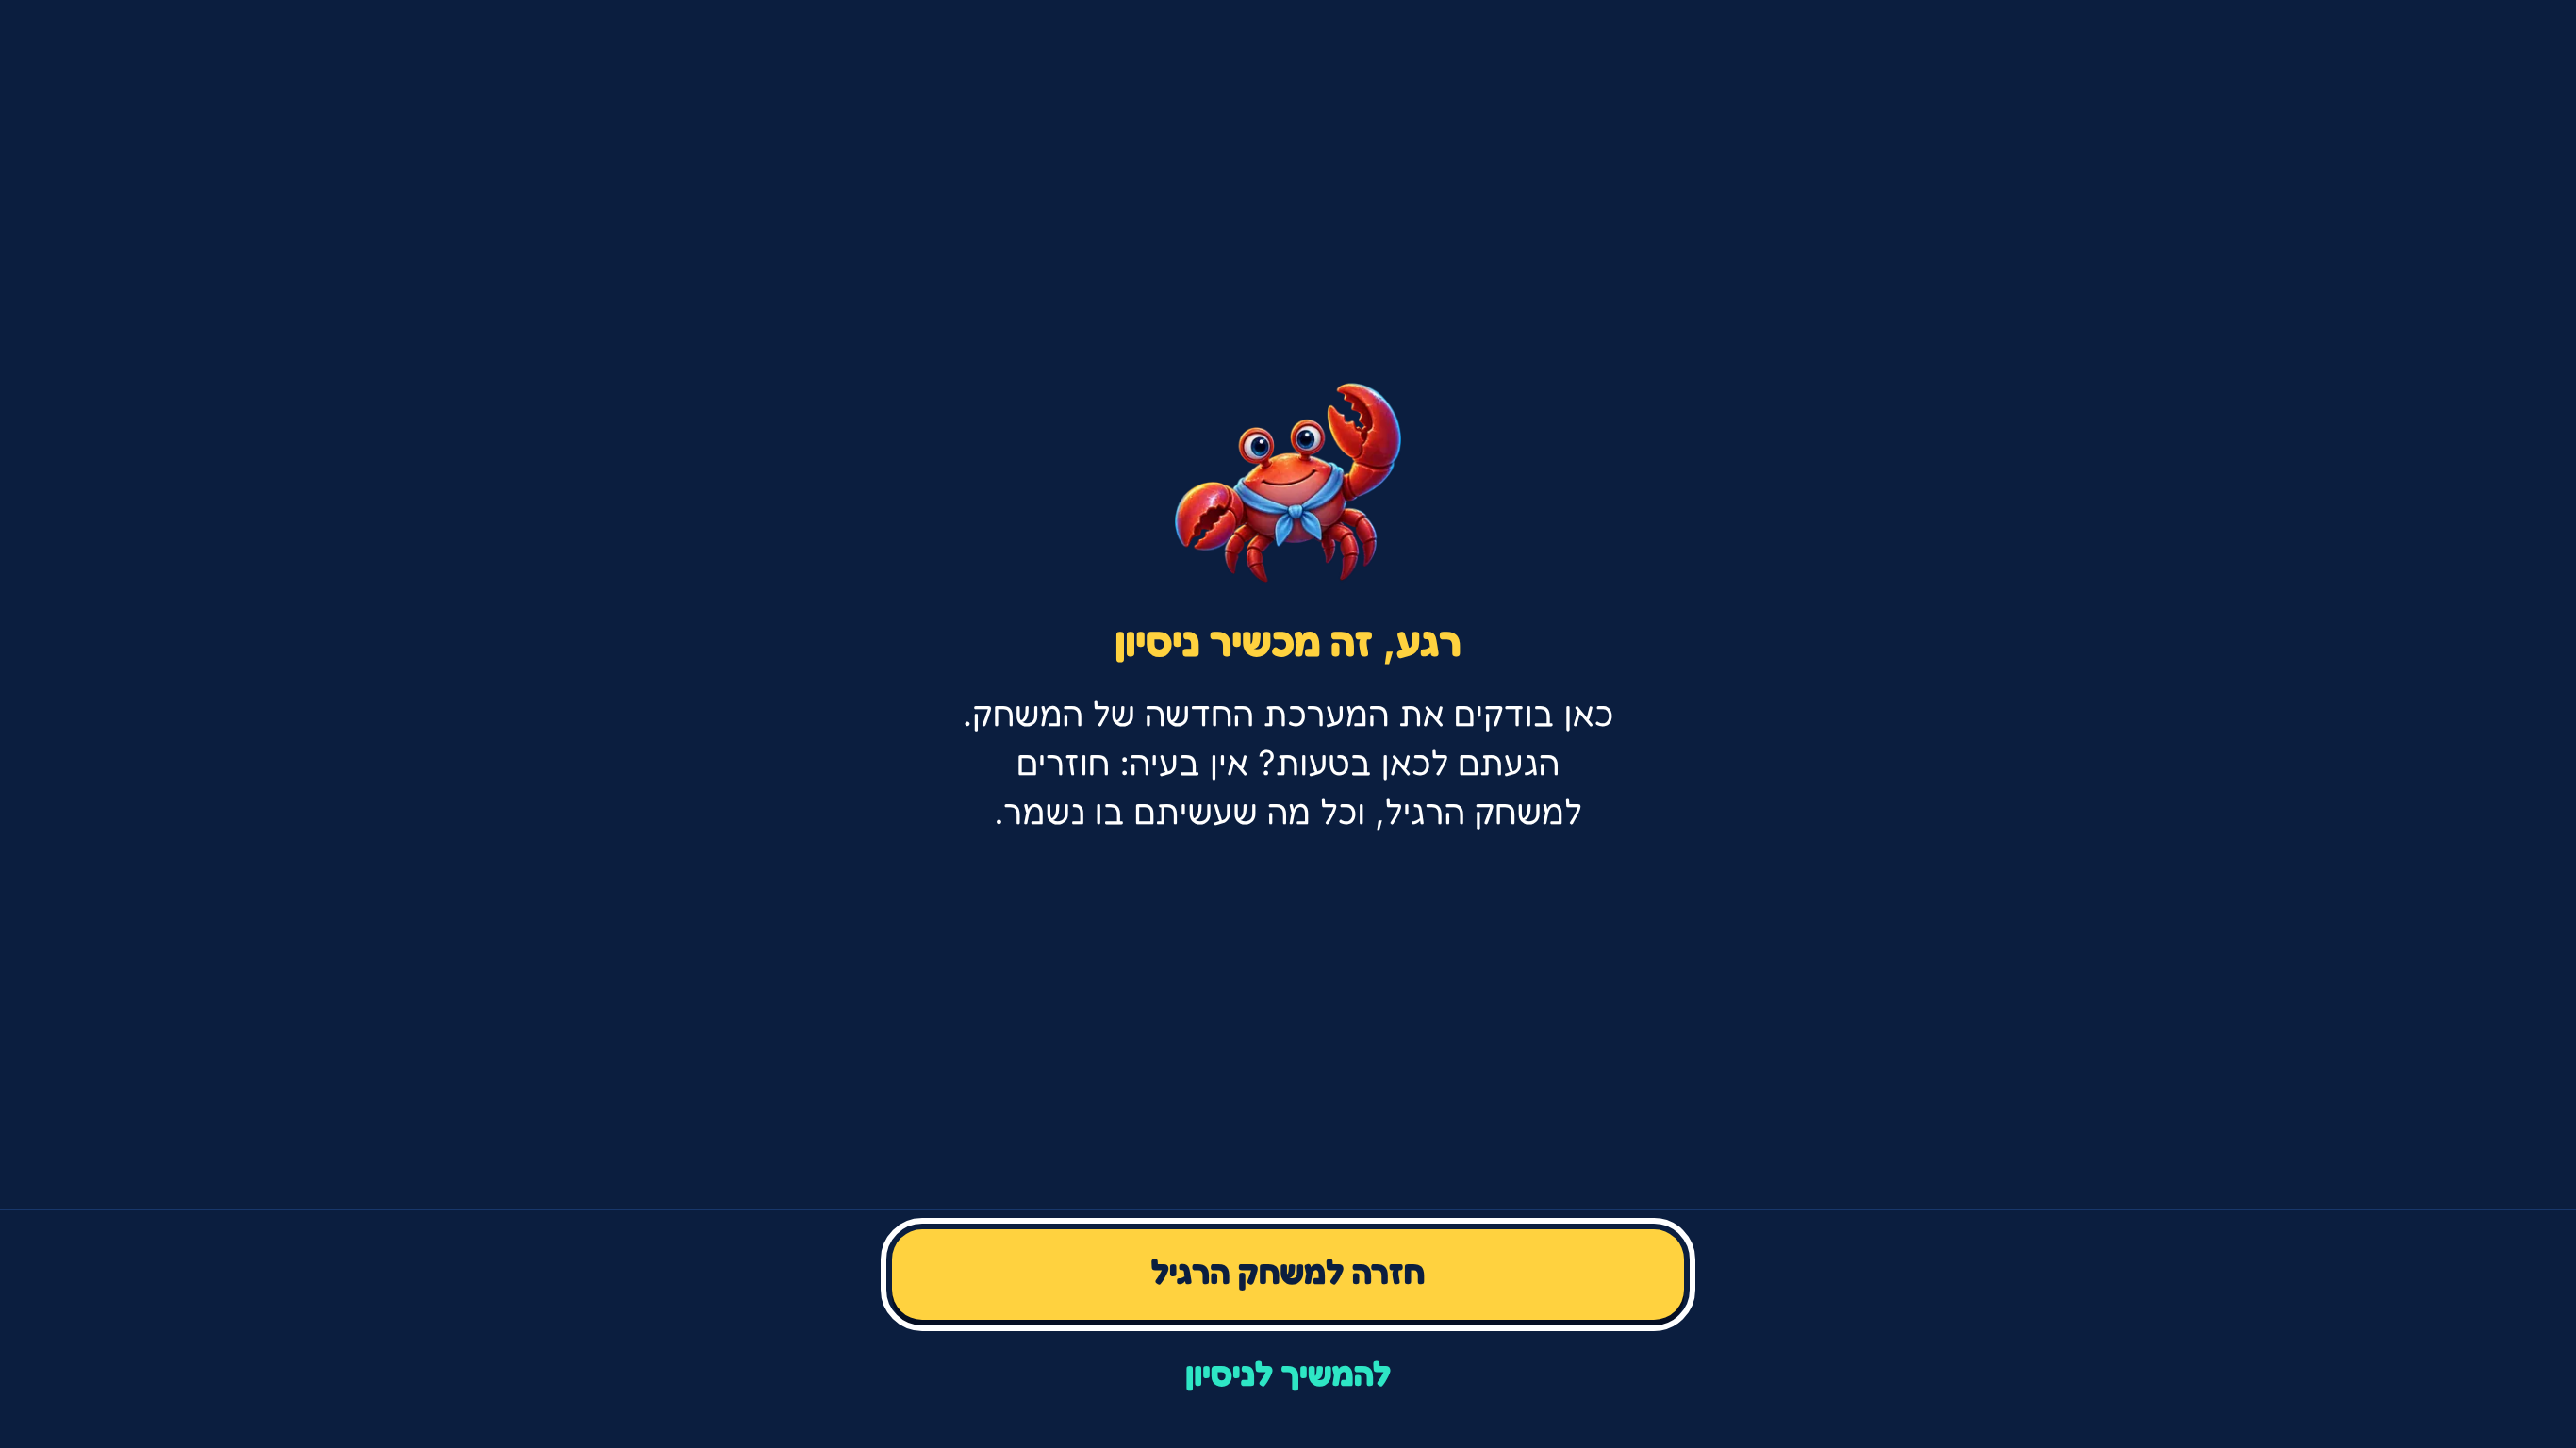 רגע, זה מכשיר ניסיון
כאן בודקים את המערכת החדשה של המשחק.
הגעתם לכאן בטעות? אין בעיה: חוזרים
למשחק הרגיל, וכל מה שעשיתם בו נשמר.
חזרה למשחק הרגיל
להמשיך לניסיון